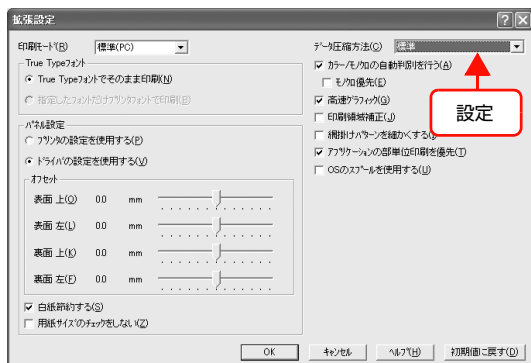 拡張設定
印刷モード(R) 標準(PC)
True Typeフォント
True Typeフォントでそのまま印刷(N)
指定したフォントだけプリンタフォントで印刷(B)
パネル設定
プリンタの設定を使用する(P)
ドライバの設定を使用する(V)
オフセット
表面 上(O) 0.0 mm
表面 左(L) 0.0 mm
裏面 上(K) 0.0 mm
裏面 左(F) 0.0 mm
白紙節約する(S)
用紙サイズのチェックをしない(Z)
データ圧縮方法(C) 標準
カラー/モノクロの自動判別を行う(A)
モノクロ優先(E)
高速グラフィック(G)
印刷領域補正(J)
網掛けパターンを細かくする(
アプリケーションの部単位印刷を優先(T)
OSのスプールを使用する(U)
設定
OK キャンセル ヘルプ(H) 初期値に戻す(D)